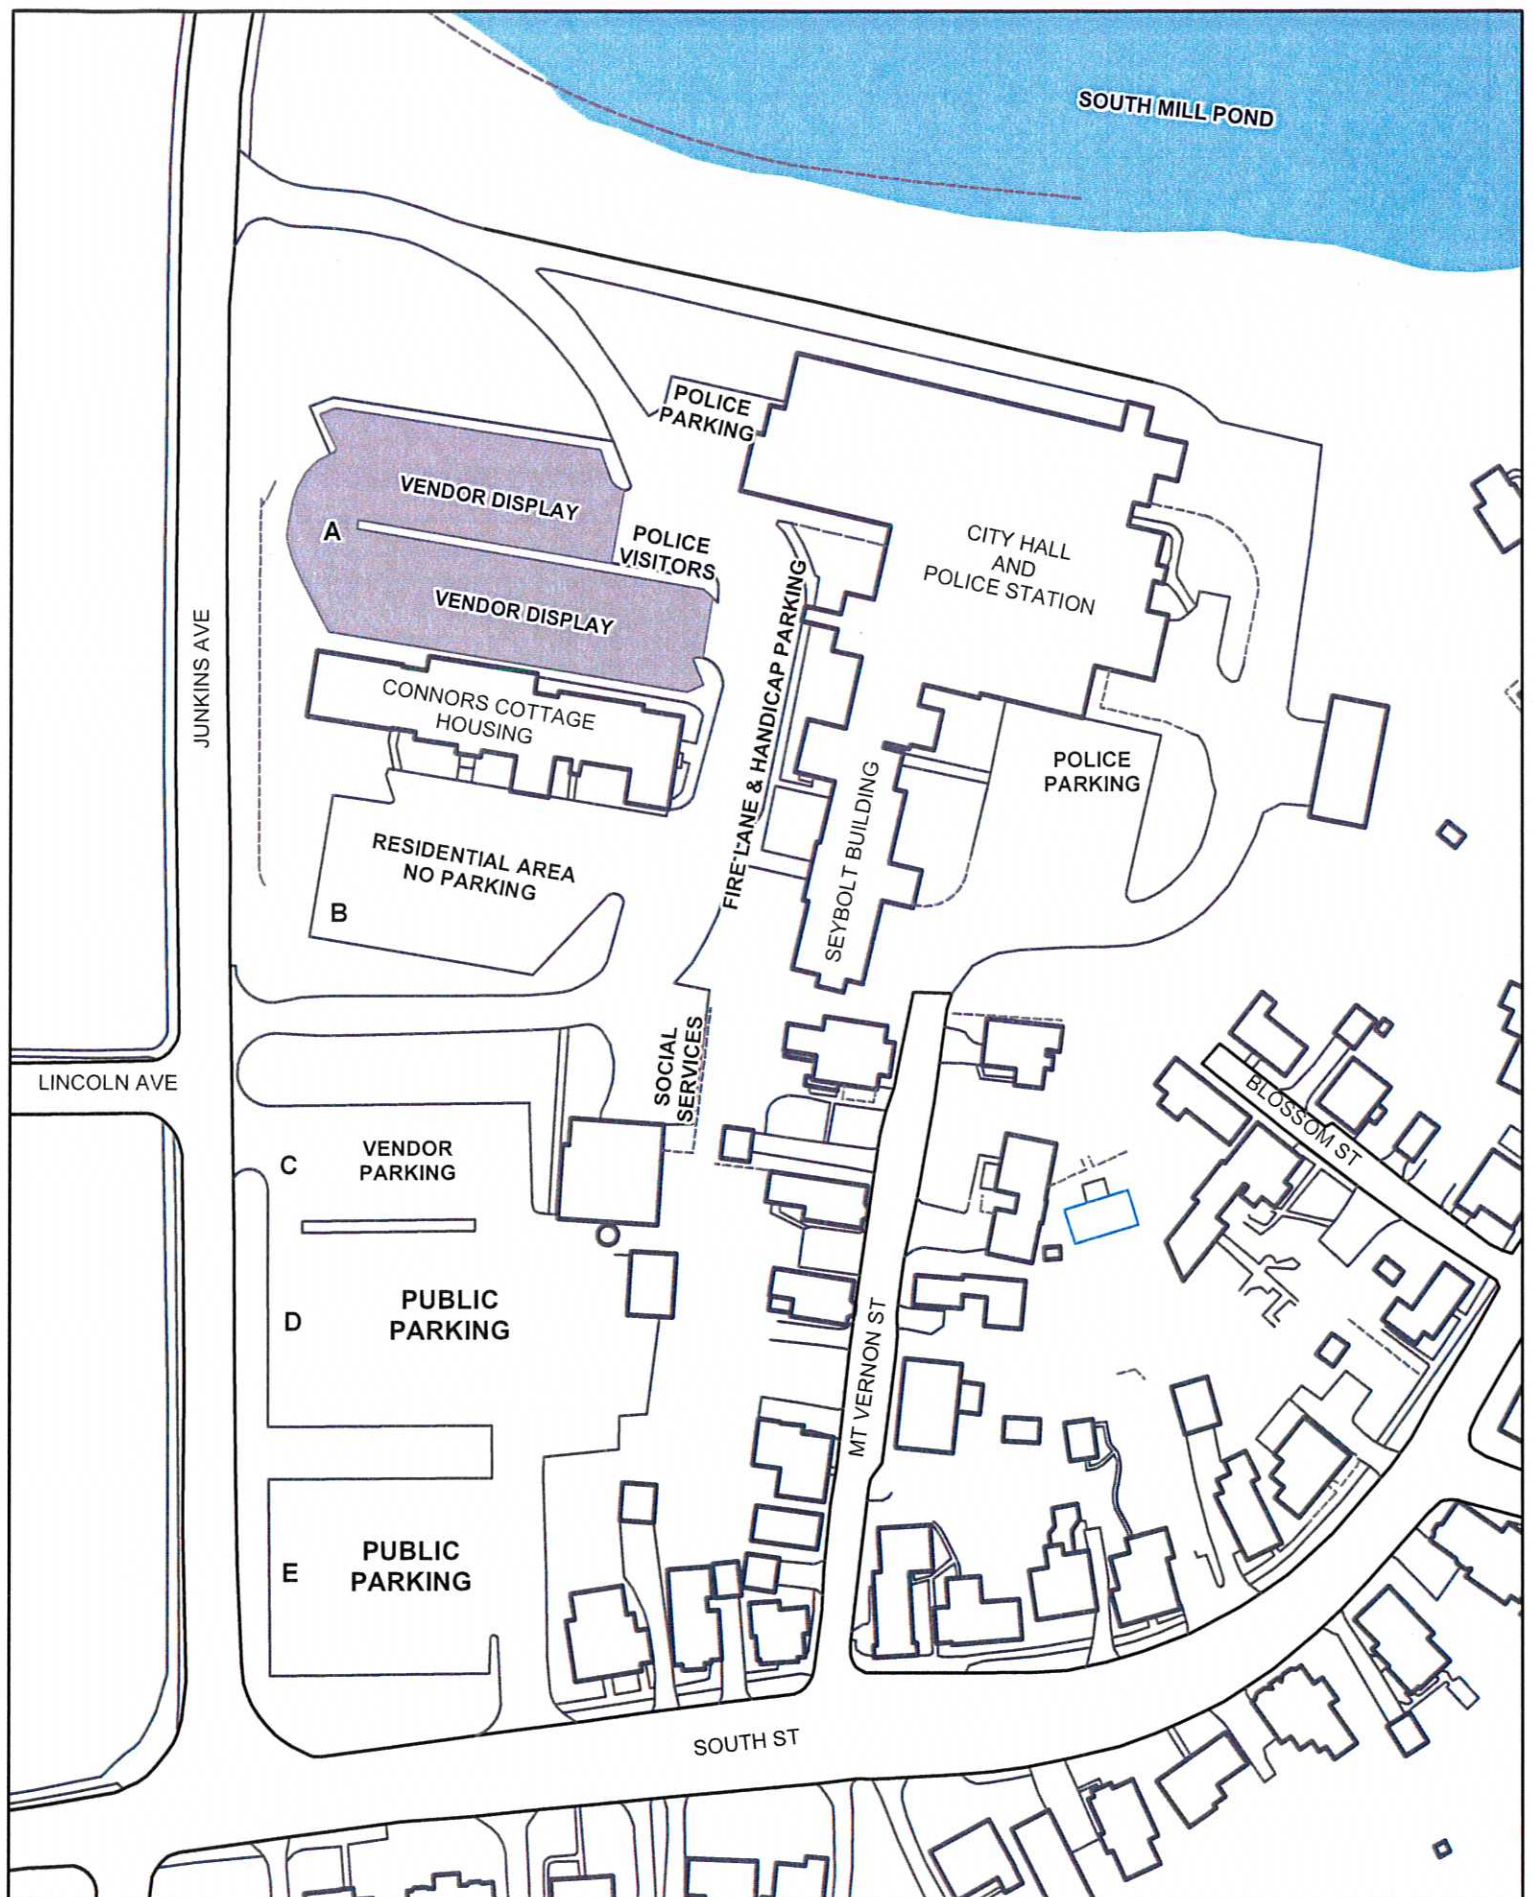 SOUTH MILL POND
POLICE
PARKING
VENDOR DISPLAY
A
POLICE
VISITORS
CITY HALL
AND
POLICE STATION
VENDOR DISPLAY
JUNKINS AVE
CONNORS COTTAGE
HOUSING
FIRE LANE & HANDICAP PARKING
POLICE
PARKING
SEYBOLT BUILDING
RESIDENTIAL AREA
NO PARKING
B
SOCIAL
SERVICES
LINCOLN AVE
BLOSSOM ST
C
VENDOR
PARKING
D
PUBLIC
PARKING
MT VERNON ST
E
PUBLIC
PARKING
SOUTH ST